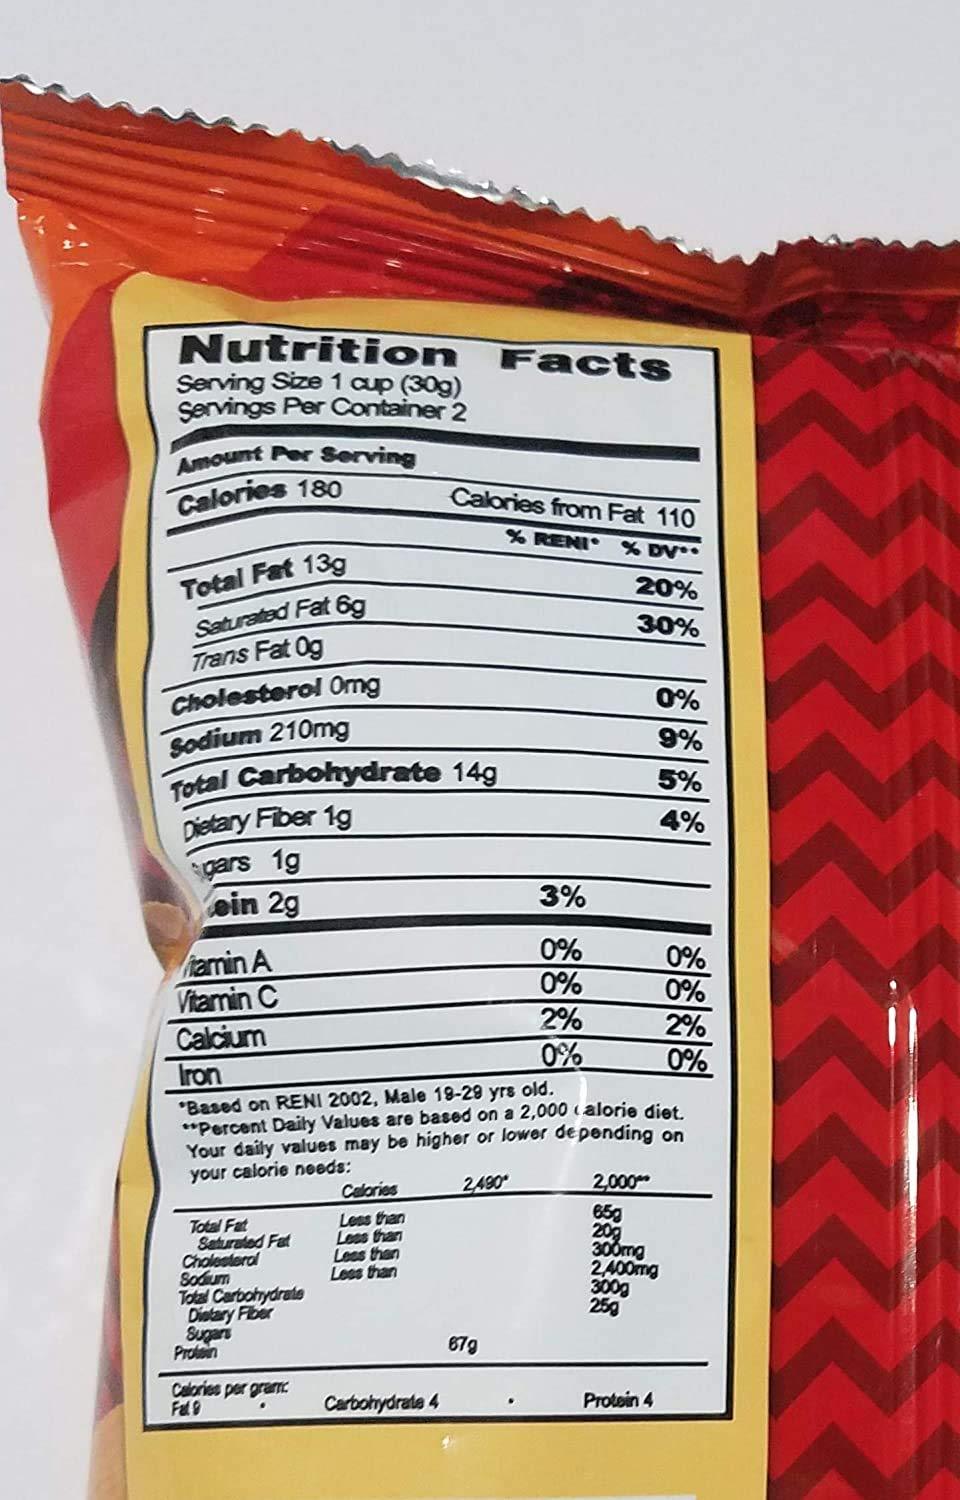 Nutrition Facts
Serving Size 1 cup (30g)
Servings Per Container 2
Amount Per Serving
Calories 180 Calories from Fat 110
% RENI* % DV**
Total Fat 13g 20%
Saturated Fat 6g 30%
Trans Fat 0g
Cholesterol 0mg 0%
Sodium 210mg 9%
Total Carbohydrate 14g 5%
Dietary Fiber 1g 4%
gars 1g
ein 2g 3%
tamin A 0% 0%
Vitamin C 0% 0%
Calcium 2% 2%
Iron 0% 0%
*Based on RENI 2002, Male 19-29 yrs old.
**Percent Daily Values are based on a 2,000 calorie diet.
Your daily values may be higher or lower depending on
your calorie needs:
Calories 2,490* 2,000**
Total Fat Less than 65g
Saturated Fat Less than 20g
Cholesterol Less than 300mg
Sodium Less than 2,400mg
Total Carbohydrate 300g
Dietary Fiber 25g
Sugars
Protein 67g
Calories per gram:
Fat 9 • Carbohydrate 4 • Protein 4